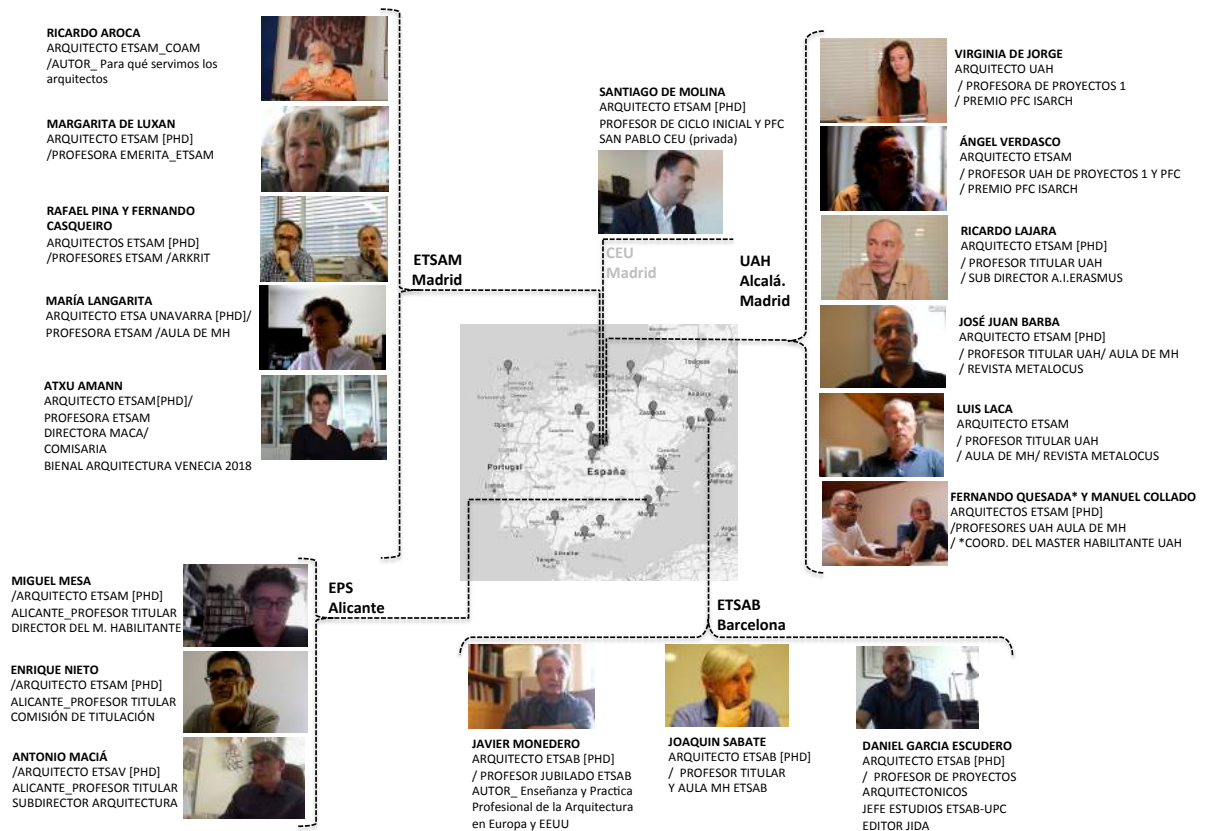 RICARDO AROCA
ARQUITECTO ETSAM_COAM
/AUTOR_ Para qué servimos los
arquitectos
MARGARITA DE LUXAN
ARQUITECTO ETSAM [PHD]
/PROFESORA EMERITA_ETSAM
RAFAEL PINA Y FERNANDO
CASQUEIRO
ARQUITECTOS ETSAM [PHD]
/PROFESORES ETSAM /ARKRIT
MARÍA LANGARITA
ARQUITECTO ETSA UNAVARRA [PHD]/
PROFESORA ETSAM /AULA DE MH
ATXU AMANN
ARQUITECTO ETSAM[PHD]/
PROFESORA ETSAM
DIRECTORA MACA/
COMISARIA
BIENAL ARQUITECTURA VENECIA 2018
ETSAM
Madrid
SANTIAGO DE MOLINA
ARQUITECTO ETSAM [PHD]
PROFESOR DE CICLO INICIAL Y PFC
SAN PABLO CEU (privada)
CEU
Madrid
UAH
Alcalá.
Madrid
VIRGINIA DE JORGE
ARQUITECTO UAH
/ PROFESORA DE PROYECTOS 1
/ PREMIO PFC ISARCH
ÁNGEL VERDASCO
ARQUITECTO ETSAM
/ PROFESOR UAH DE PROYECTOS 1 Y PFC
/ PREMIO PFC ISARCH
RICARDO LAJARA
ARQUITECTO ETSAM [PHD]
/ PROFESOR TITULAR UAH
/ SUB DIRECTOR A.I.ERASMUS
JOSÉ JUAN BARBA
ARQUITECTO ETSAM [PHD]
/ PROFESOR TITULAR UAH/ AULA DE MH
/ REVISTA METALOCUS
LUIS LACA
ARQUITECTO ETSAM
/ PROFESOR TITULAR UAH
/ AULA DE MH/ REVISTA METALOCUS
FERNANDO QUESADA* Y MANUEL COLLADO
ARQUITECTOS ETSAM [PHD]
/PROFESORES UAH AULA DE MH
/ *COORD. DEL MASTER HABILITANTE UAH
Portugal
España
MIGUEL MESA
/ARQUITECTO ETSAM [PHD]
ALICANTE_PROFESOR TITULAR
DIRECTOR DEL M. HABILITANTE
ENRIQUE NIETO
/ARQUITECTO ETSAM [PHD]
ALICANTE_PROFESOR TITULAR
COMISIÓN DE TITULACIÓN
ANTONIO MACIÁ
/ARQUITECTO ETSAV [PHD]
ALICANTE_PROFESOR TITULAR
SUBDIRECTOR ARQUITECTURA
EPS
Alicante
ETSAB
Barcelona
JAVIER MONEDERO
ARQUITECTO ETSAB [PHD]
/ PROFESOR JUBILADO ETSAB
AUTOR_ Enseñanza y Practica
Profesional de la Arquitectura
en Europa y EEUU
JOAQUIN SABATE
ARQUITECTO ETSAB [PHD]
/ PROFESOR TITULAR
Y AULA MH ETSAB
DANIEL GARCIA ESCUDERO
ARQUITECTO ETSAB [PHD]
/ PROFESOR DE PROYECTOS
ARQUITECTONICOS
JEFE ESTUDIOS ETSAB-UPC
EDITOR JIDA